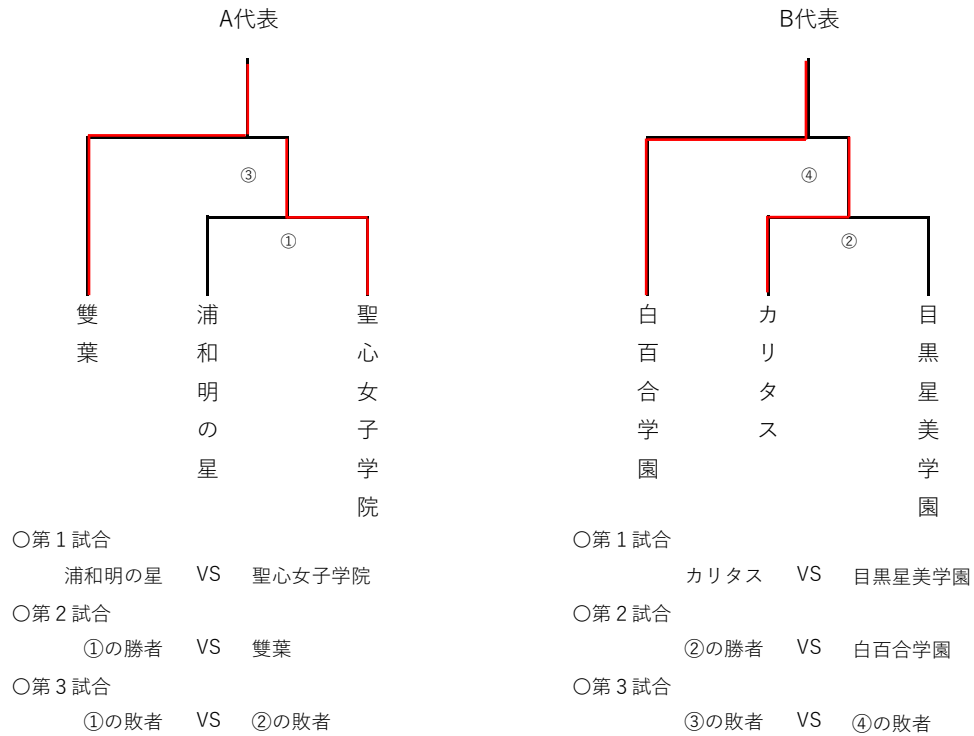 A代表
B代表
③
④
①
②
雙葉
浦和明の星
聖心女子学院
白百合学園
カリタス
目黒星美学園
〇第１試合
浦和明の星 VS 聖心女子学院
〇第２試合
①の勝者 VS 雙葉
〇第３試合
①の敗者 VS ②の敗者
〇第１試合
カリタス VS 目黒星美学園
〇第２試合
②の勝者 VS 白百合学園
〇第３試合
③の敗者 VS ④の敗者